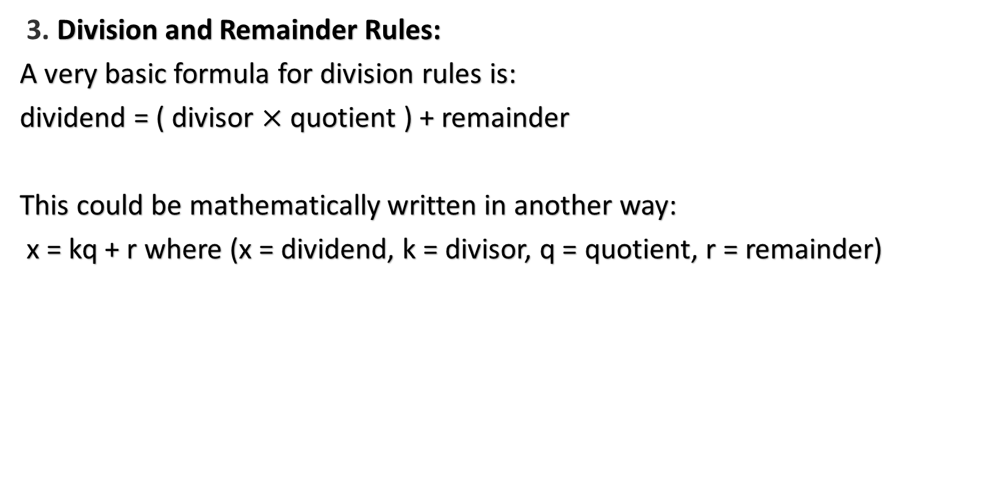 3. Division and Remainder Rules:
A very basic formula for division rules is:
dividend = ( divisor × quotient ) + remainder
This could be mathematically written in another way:
x = kq + r where (x = dividend, k = divisor, q = quotient, r = remainder)